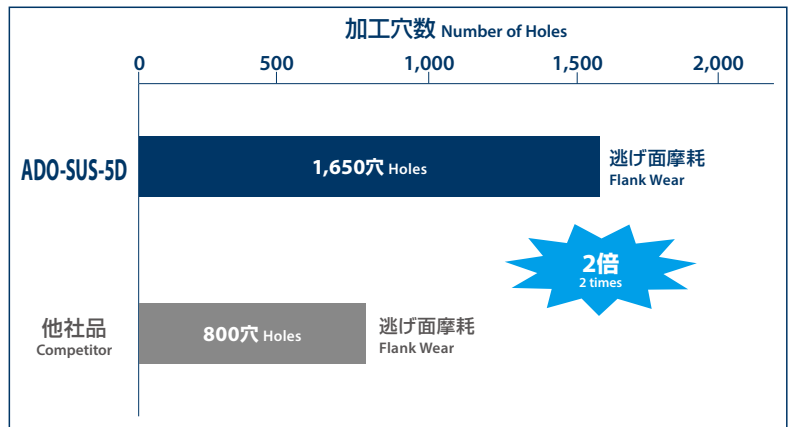 加工穴数 Number of Holes
0 500 1,000 1,500 2,000
ADO-SUS-5D
1,650穴 Holes
逃げ面摩耗
Flank Wear
2倍
2 times
他社品
Competitor
800穴 Holes
逃げ面摩耗
Flank Wear